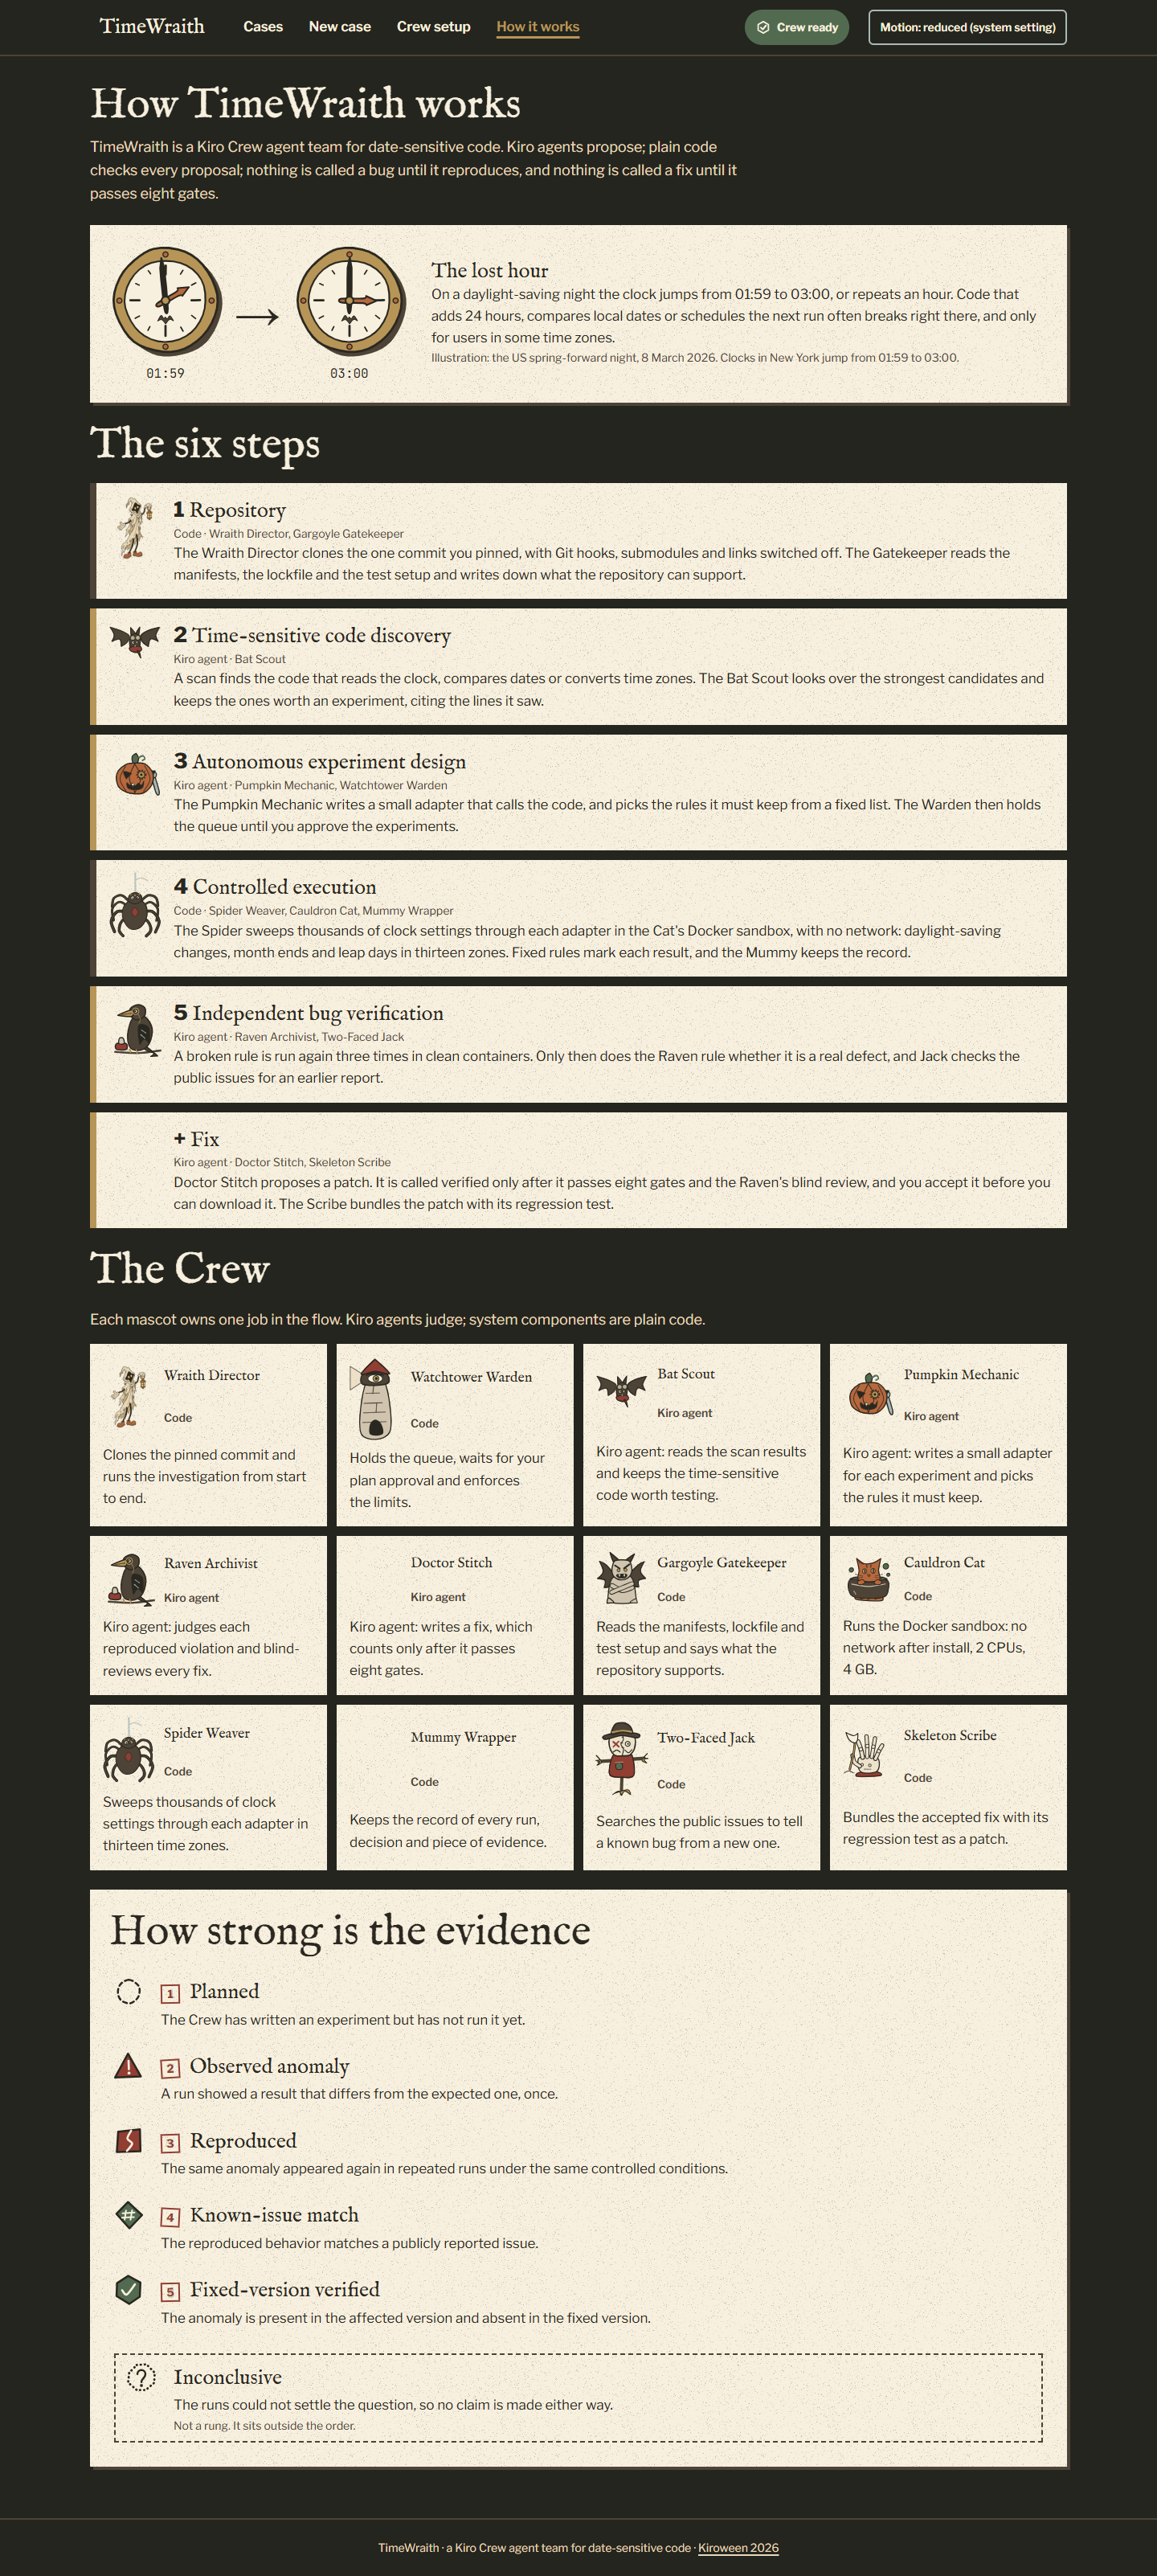 TimeWraith
Cases
New case
Crew setup
How it works
Crew ready
Motion: reduced (system setting)
How TimeWraith works
TimeWraith is a Kiro Crew agent team for date-sensitive code. Kiro agents propose; plain code
checks every proposal; nothing is called a bug until it reproduces, and nothing is called a fix until it
passes eight gates.
01:59
03:00
The lost hour
On a daylight-saving night the clock jumps from 01:59 to 03:00, or repeats an hour. Code that
adds 24 hours, compares local dates or schedules the next run often breaks right there, and only
for users in some time zones.
Illustration: the US spring-forward night, 8 March 2026. Clocks in New York jump from 01:59 to 03:00.
The six steps
1 Repository
Code · Wraith Director, Gargoyle Gatekeeper
The Wraith Director clones the one commit you pinned, with Git hooks, submodules and links switched off. The Gatekeeper reads the
manifests, the lockfile and the test setup and writes down what the repository can support.
2 Time-sensitive code discovery
Kiro agent · Bat Scout
A scan finds the code that reads the clock, compares dates or converts time zones. The Bat Scout looks over the strongest candidates and
keeps the ones worth an experiment, citing the lines it saw.
3 Autonomous experiment design
Kiro agent · Pumpkin Mechanic, Watchtower Warden
The Pumpkin Mechanic writes a small adapter that calls the code, and picks the rules it must keep from a fixed list. The Warden then holds
the queue until you approve the experiments.
4 Controlled execution
Code · Spider Weaver, Cauldron Cat, Mummy Wrapper
The Spider sweeps thousands of clock settings through each adapter in the Cat's Docker sandbox, with no network: daylight-saving
changes, month ends and leap days in thirteen zones. Fixed rules mark each result, and the Mummy keeps the record.
5 Independent bug verification
Kiro agent · Raven Archivist, Two-Faced Jack
A broken rule is run again three times in clean containers. Only then does the Raven rule whether it is a real defect, and Jack checks the
public issues for an earlier report.
+ Fix
Kiro agent · Doctor Stitch, Skeleton Scribe
Doctor Stitch proposes a patch. It is called verified only after it passes eight gates and the Raven's blind review, and you accept it before you
can download it. The Scribe bundles the patch with its regression test.
The Crew
Each mascot owns one job in the flow. Kiro agents judge; system components are plain code.
Wraith Director
Code
Clones the pinned commit and
runs the investigation from start
to end.
Watchtower Warden
Code
Holds the queue, waits for your
plan approval and enforces
the limits.
Bat Scout
Kiro agent
Kiro agent: reads the scan results
and keeps the time-sensitive
code worth testing.
Pumpkin Mechanic
Kiro agent
Kiro agent: writes a small adapter
for each experiment and picks
the rules it must keep.
Raven Archivist
Kiro agent
Kiro agent: judges each
reproduced violation and blind-
reviews every fix.
Doctor Stitch
Kiro agent
Kiro agent: writes a fix, which
counts only after it passes
eight gates.
Gargoyle Gatekeeper
Code
Reads the manifests, lockfile and
test setup and says what the
repository supports.
Cauldron Cat
Code
Runs the Docker sandbox: no
network after install, 2 CPUs,
4 GB.
Spider Weaver
Code
Sweeps thousands of clock
settings through each adapter in
thirteen time zones.
Mummy Wrapper
Code
Keeps the record of every run,
decision and piece of evidence.
Two-Faced Jack
Code
Searches the public issues to tell
a known bug from a new one.
Skeleton Scribe
Code
Bundles the accepted fix with its
regression test as a patch.
How strong is the evidence
1 Planned
The Crew has written an experiment but has not run it yet.
2 Observed anomaly
A run showed a result that differs from the expected one, once.
3 Reproduced
The same anomaly appeared again in repeated runs under the same controlled conditions.
4 Known-issue match
The reproduced behavior matches a publicly reported issue.
5 Fixed-version verified
The anomaly is present in the affected version and absent in the fixed version.
Inconclusive
The runs could not settle the question, so no claim is made either way.
Not a rung. It sits outside the order.
TimeWraith · a Kiro Crew agent team for date-sensitive code · Kiroween 2026